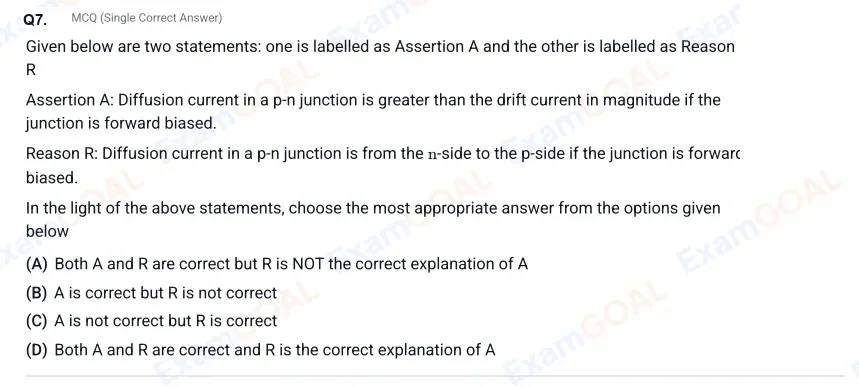 Q7. MCQ (Single Correct Answer)
Given below are two statements: one is labelled as Assertion A and the other is labelled as Reason
R
Assertion A: Diffusion current in a p-n junction is greater than the drift current in magnitude if the
junction is forward biased.
Reason R: Diffusion current in a p-n junction is from the n-side to the p-side if the junction is forward
biased.
In the light of the above statements, choose the most appropriate answer from the options given
below
(A) Both A and R are correct but R is NOT the correct explanation of A
(B) A is correct but R is not correct
(C) A is not correct but R is correct
(D) Both A and R are correct and R is the correct explanation of A